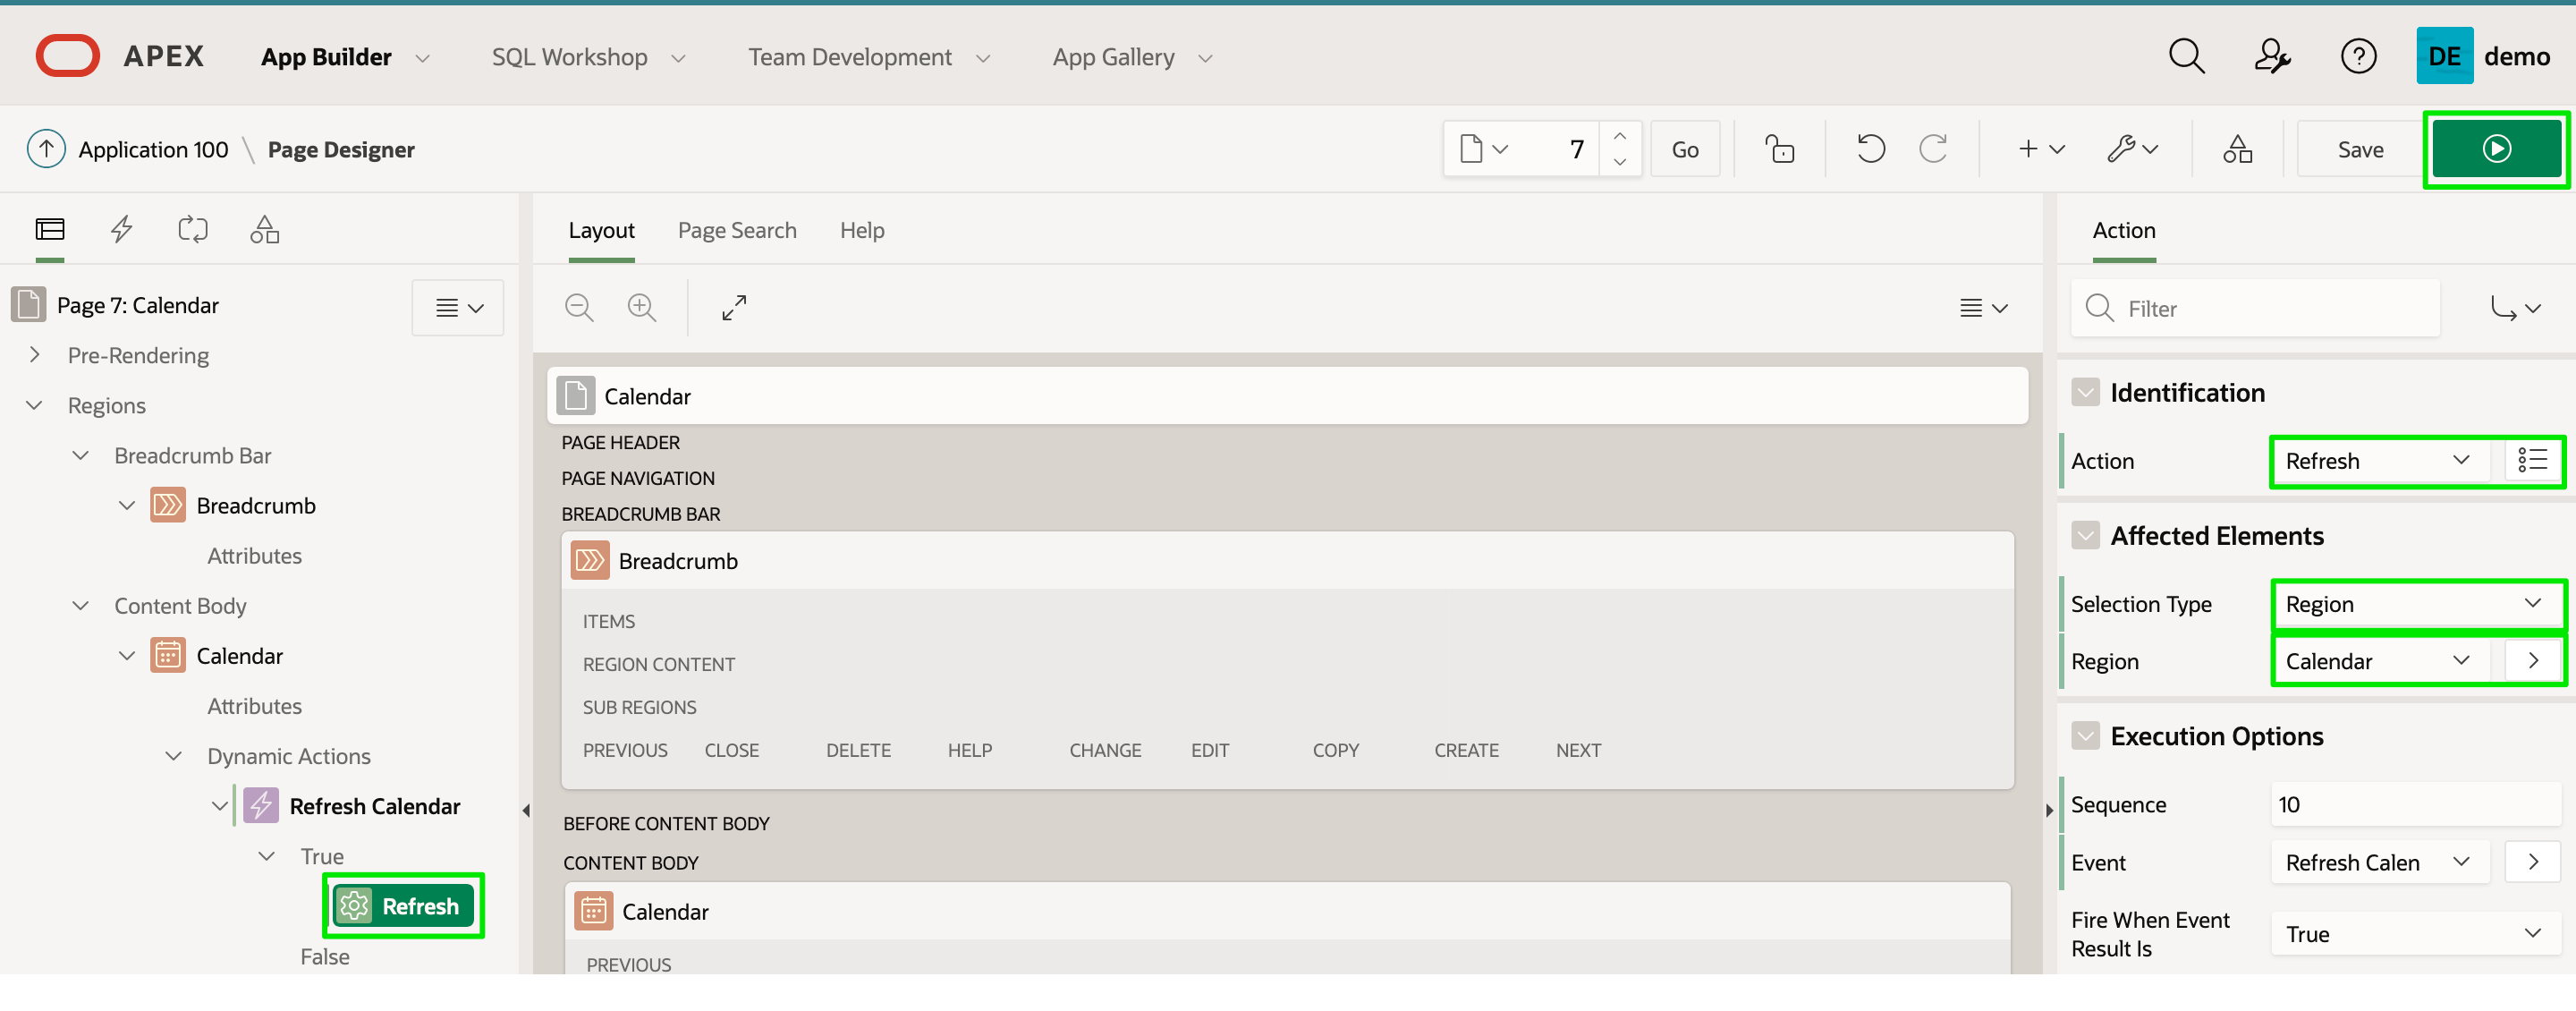 APEX App Builder SQL Workshop Team Development App Gallery DE demo
Application 100 \ Page Designer 7 Go Save
Layout Page Search Help
Action
Page 7: Calendar
Pre-Rendering
Regions
Breadcrumb Bar
Breadcrumb
Attributes
Content Body
Calendar
Attributes
Dynamic Actions
Refresh Calendar
True
Refresh
False
Calendar
PAGE HEADER
PAGE NAVIGATION
BREADCRUMB BAR
Breadcrumb
ITEMS
REGION CONTENT
SUB REGIONS
PREVIOUS CLOSE DELETE HELP CHANGE EDIT COPY CREATE NEXT
BEFORE CONTENT BODY
CONTENT BODY
Calendar
PREVIOUS
Filter
Identification
Action Refresh
Affected Elements
Selection Type Region
Region Calendar
Execution Options
Sequence 10
Event Refresh Calen
Fire When Event
Result Is True